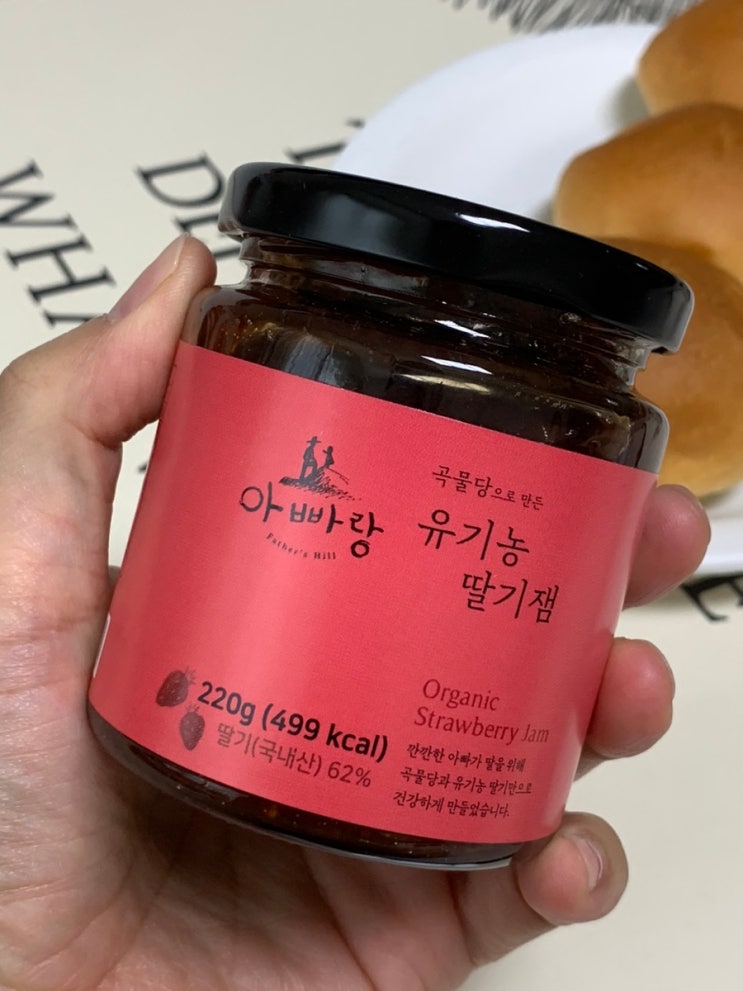 WHA
아빠랑
Father's Hill
곡물당으로 만든
유기농
딸기잼
220g (499 kcal)
딸기(국내산) 62%
Organic
Strawberry Jam
깐깐한 아빠가 딸을 위해
곡물당과 유기농 딸기만으로
건강하게 만들었습니다.